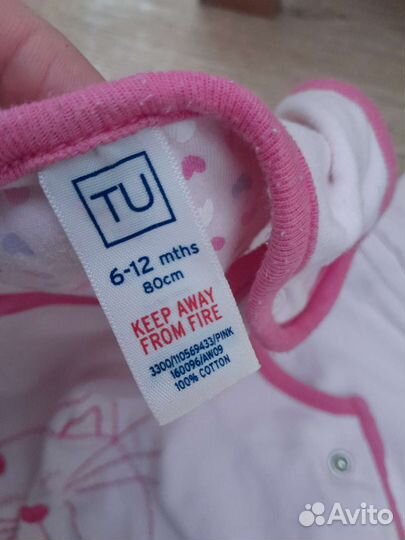 TU
6-12 mths
80cm
KEEP AWAY
FROM FIRE
3300/110569433/PINK
160096/AW09
100% COTTON
Avito